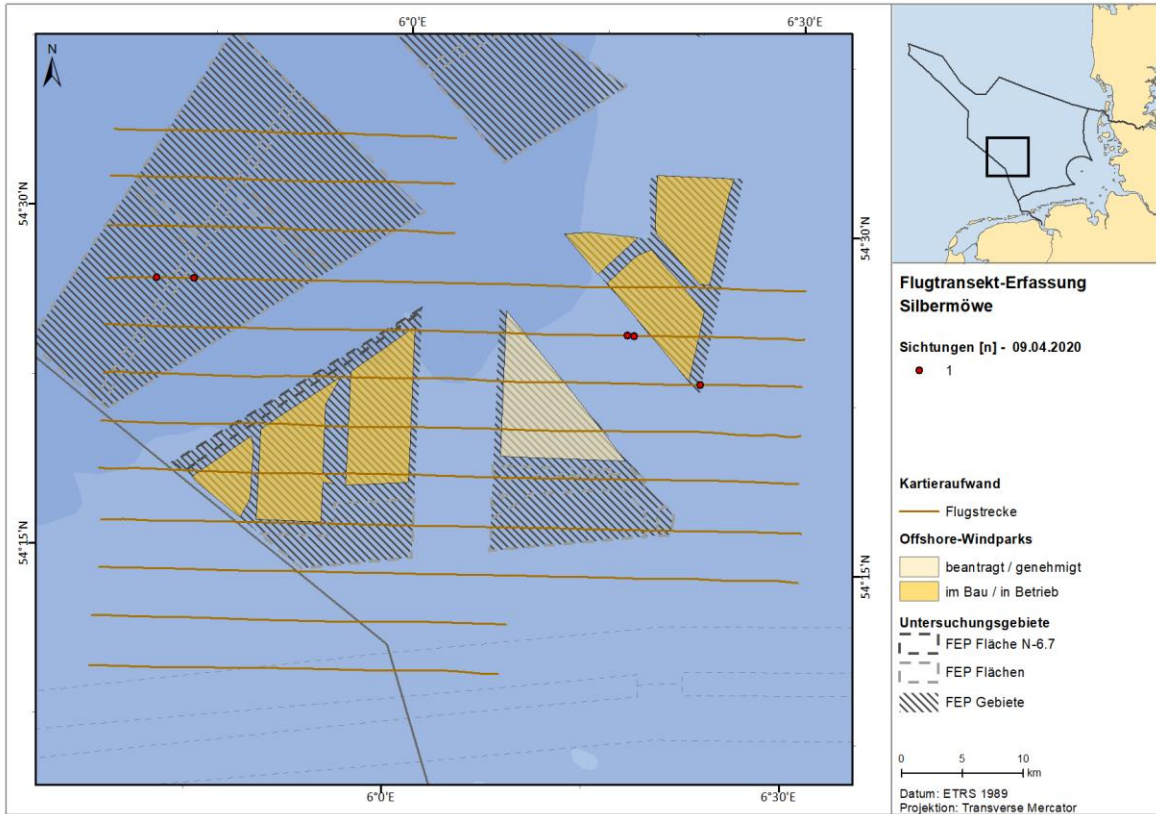 6°0'E
6°30'E
N
54°30'N
54°30'N
54°15'N
54°15'N
6°0'E
6°30'E
Flugtransekt-Erfassung
Silbermöwe
Sichtungen [n] - 09.04.2020
1
Kartieraufwand
Flugstrecke
Offshore-Windparks
beantragt / genehmigt
im Bau / in Betrieb
Untersuchungsgebiete
FEP Fläche N-6.7
FEP Flächen
FEP Gebiete
0 5 10
km
Datum: ETRS 1989
Projektion: Transverse Mercator